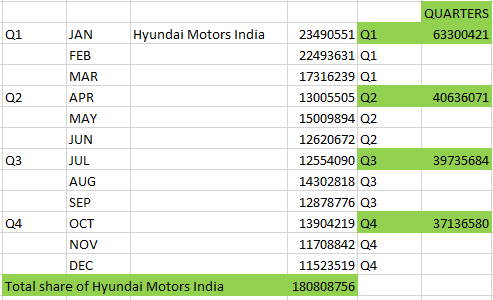 QUARTERS
Q1 JAN Hyundai Motors India 23490551 Q1 63300421
FEB 22493631 Q1
MAR 17316239 Q1
Q2 APR 13005505 Q2 40636071
MAY 15009894 Q2
JUN 12620672 Q2
Q3 JUL 12554090 Q3 39735684
AUG 14302818 Q3
SEP 12878776 Q3
Q4 OCT 13904219 Q4 37136580
NOV 11708842 Q4
DEC 11523519 Q4
Total share of Hyundai Motors India 180808756